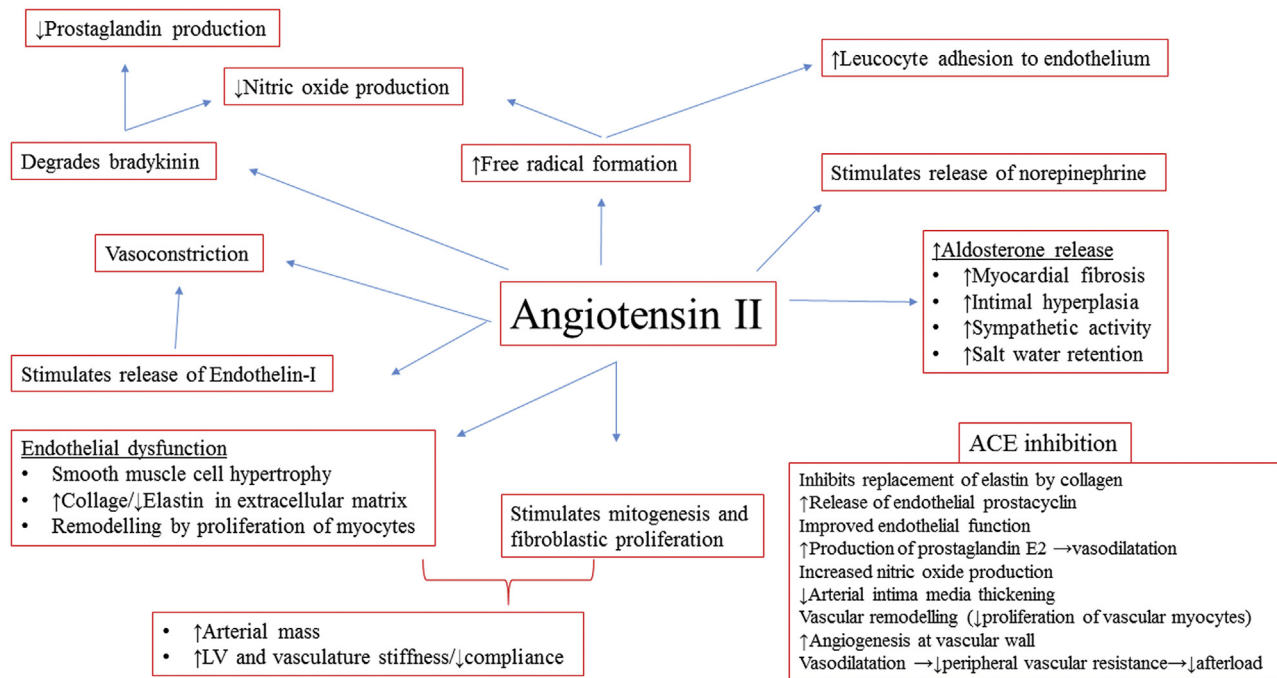 ↓Prostaglandin production
↑Leucocyte adhesion to endothelium
↓Nitric oxide production
Degrades bradykinin
↑Free radical formation
Stimulates release of norepinephrine
Vasoconstriction
↑Aldosterone release
• ↑Myocardial fibrosis
• ↑Intimal hyperplasia
• ↑Sympathetic activity
• ↑Salt water retention
Angiotensin II
Stimulates release of Endothelin-I
Endothelial dysfunction
• Smooth muscle cell hypertrophy
• ↑Collage/↓Elastin in extracellular matrix
• Remodelling by proliferation of myocytes
Stimulates mitogenesis and
fibroblastic proliferation
• ↑Arterial mass
• ↑LV and vasculature stiffness/↓compliance
ACE inhibition
Inhibits replacement of elastin by collagen
↑Release of endothelial prostacyclin
Improved endothelial function
↑Production of prostaglandin E2 →vasodilatation
Increased nitric oxide production
↓Arterial intima media thickening
Vascular remodelling (↓proliferation of vascular myocytes)
↑Angiogenesis at vascular wall
Vasodilatation →↓peripheral vascular resistance→↓afterload